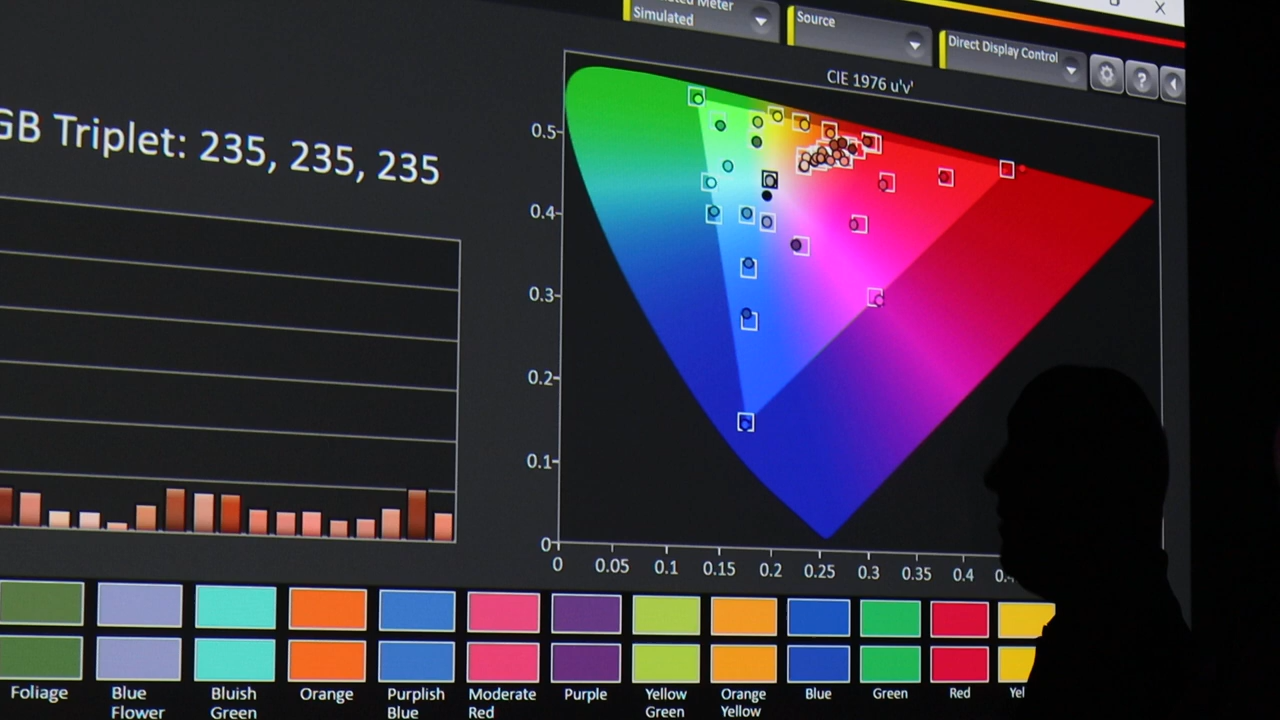 Meter
Simulated
Source
Direct Display Control
?
CIE 1976 u'v'
GB Triplet: 235, 235, 235
0.5
0.4
0.3
0.2
0.1
0
0 0.05 0.1 0.15 0.2 0.25 0.3 0.35 0.4 0.4
Foliage
Blue
Flower
Bluish
Green
Orange
Purplish
Blue
Moderate
Red
Purple
Yellow
Green
Orange
Yellow
Blue
Green
Red
Yel